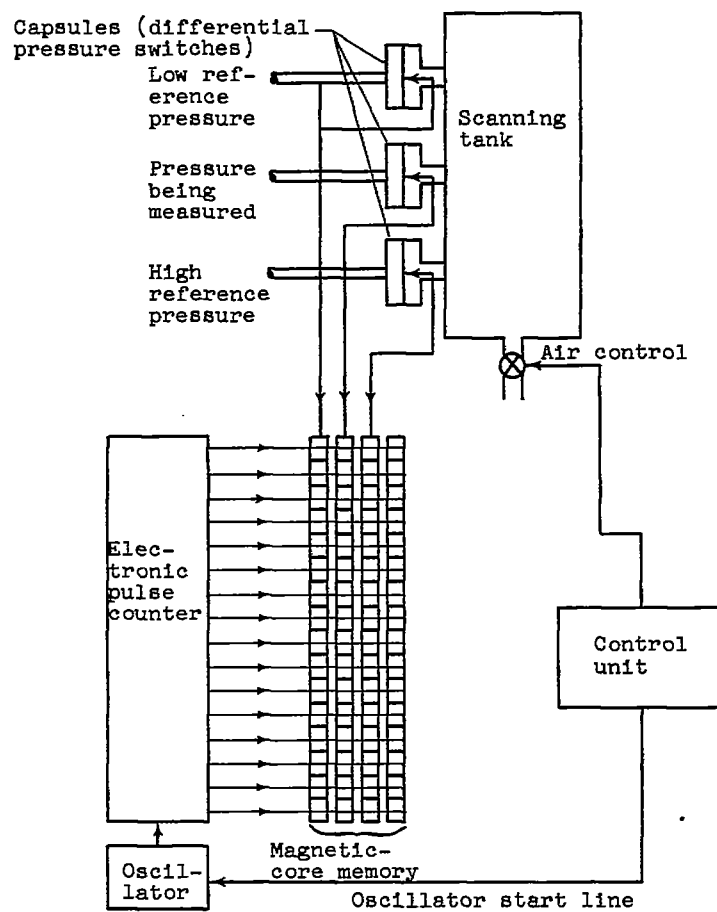 Capsules (differential
pressure switches)
Low ref-
erence
pressure
Scanning
tank
Pressure
being
measured
High
reference
pressure
Air control
Elec-
tronic
pulse
counter
Control
unit
Magnetic-
core memory
Oscil-
lator
Oscillator start line